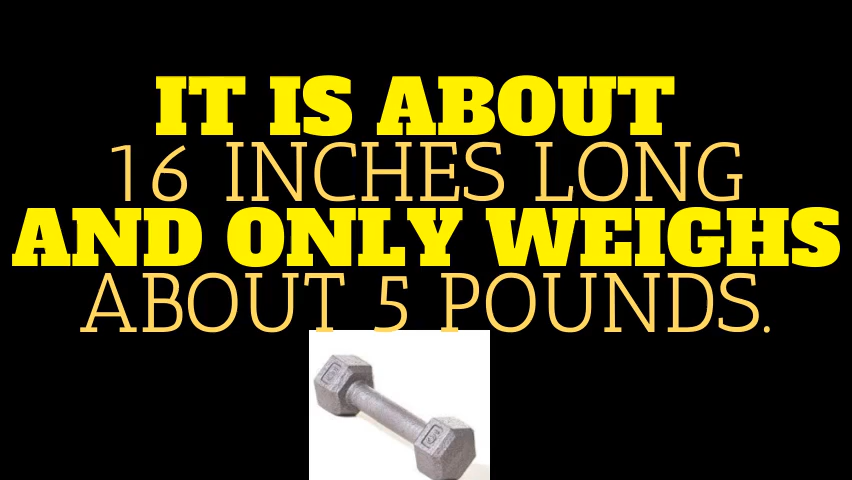 IT IS ABOUT
16 INCHES LONG
AND ONLY WEIGHS
ABOUT 5 POUNDS.